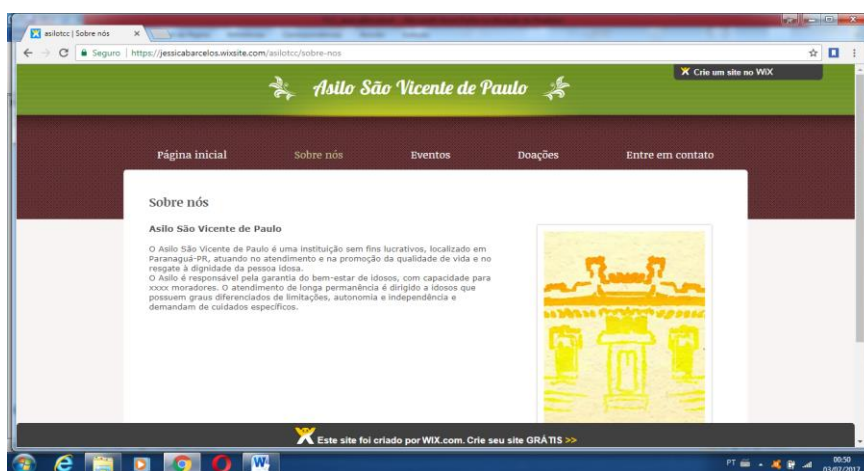 asilotcc | Sobre nós
Seguro | https://jessicabarcelos.wixsite.com/asilotcc/sobre-nos
Crie um site no WiX
Asilo São Vicente de Paulo
Página inicial Sobre nós Eventos Doações Entre em contato
Sobre nós
Asilo São Vicente de Paulo
O Asilo São Vicente de Paulo é uma instituição sem fins lucrativos, localizado em
Paranaguá-PR, atuando no atendimento e na promoção da qualidade de vida e no
resgate à dignidade da pessoa idosa.
O Asilo é responsável pela garantia do bem-estar de idosos, com capacidade para
xxxx moradores. O atendimento de longa permanência é dirigido a idosos que
possuem graus diferenciados de limitações, autonomia e independência e
demandam de cuidados específicos.
Este site foi criado por WIX.com. Crie seu site GRÁTIS >>
PT
00:50
03/07/2017